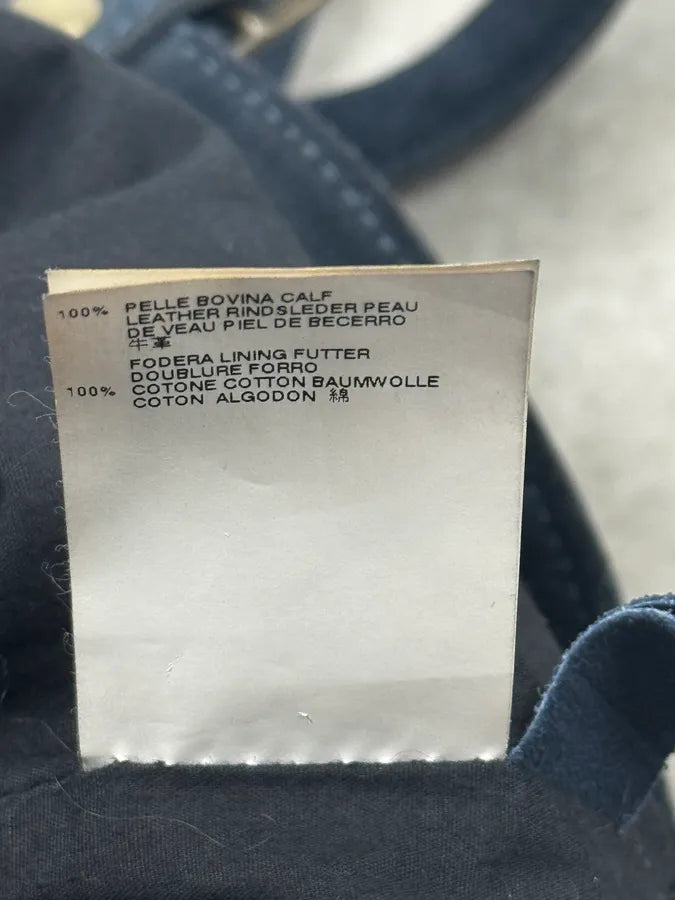 100% PELLE BOVINA CALF
LEATHER RINDSLEDER PEAU
DE VEAU PIEL DE BECERRO
牛革
FODERA LINING FUTTER
DOUBLURE FORRO
100% COTONE COTTON BAUMWOLLE
COTON ALGODON 綿